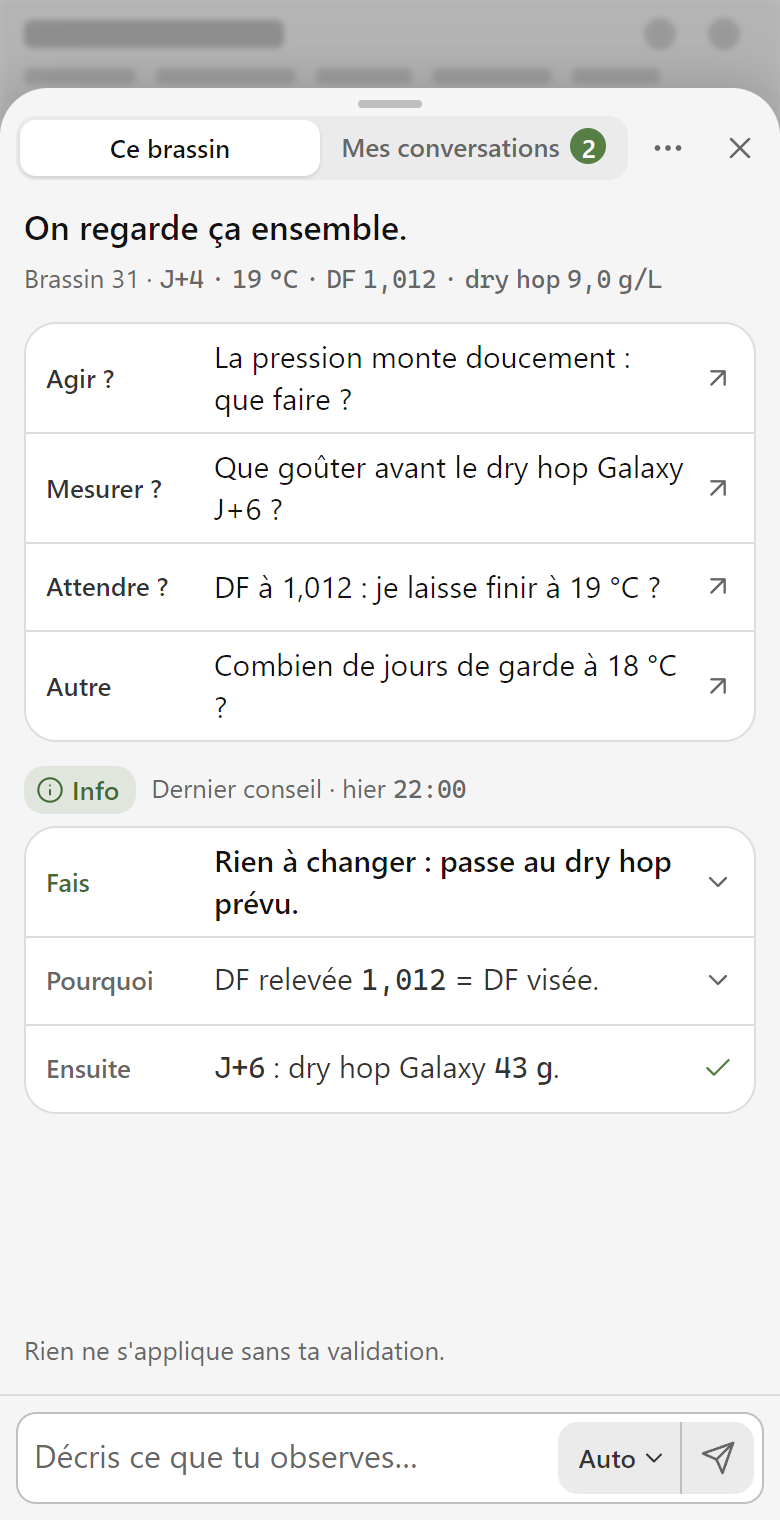 Ce brassin
Mes conversations 2
On regarde ça ensemble.
Brassin 31 · J+4 · 19 °C · DF 1,012 · dry hop 9,0 g/L
Agir ?
La pression monte doucement :
que faire ?
Mesurer ?
Que goûter avant le dry hop Galaxy
J+6 ?
Attendre ?
DF à 1,012 : je laisse finir à 19 °C ?
Autre
Combien de jours de garde à 18 °C
?
Info
Dernier conseil · hier 22:00
Fais
Rien à changer : passe au dry hop
prévu.
Pourquoi
DF relevée 1,012 = DF visée.
Ensuite
J+6 : dry hop Galaxy 43 g.
Rien ne s'applique sans ta validation.
Décris ce que tu observes…
Auto